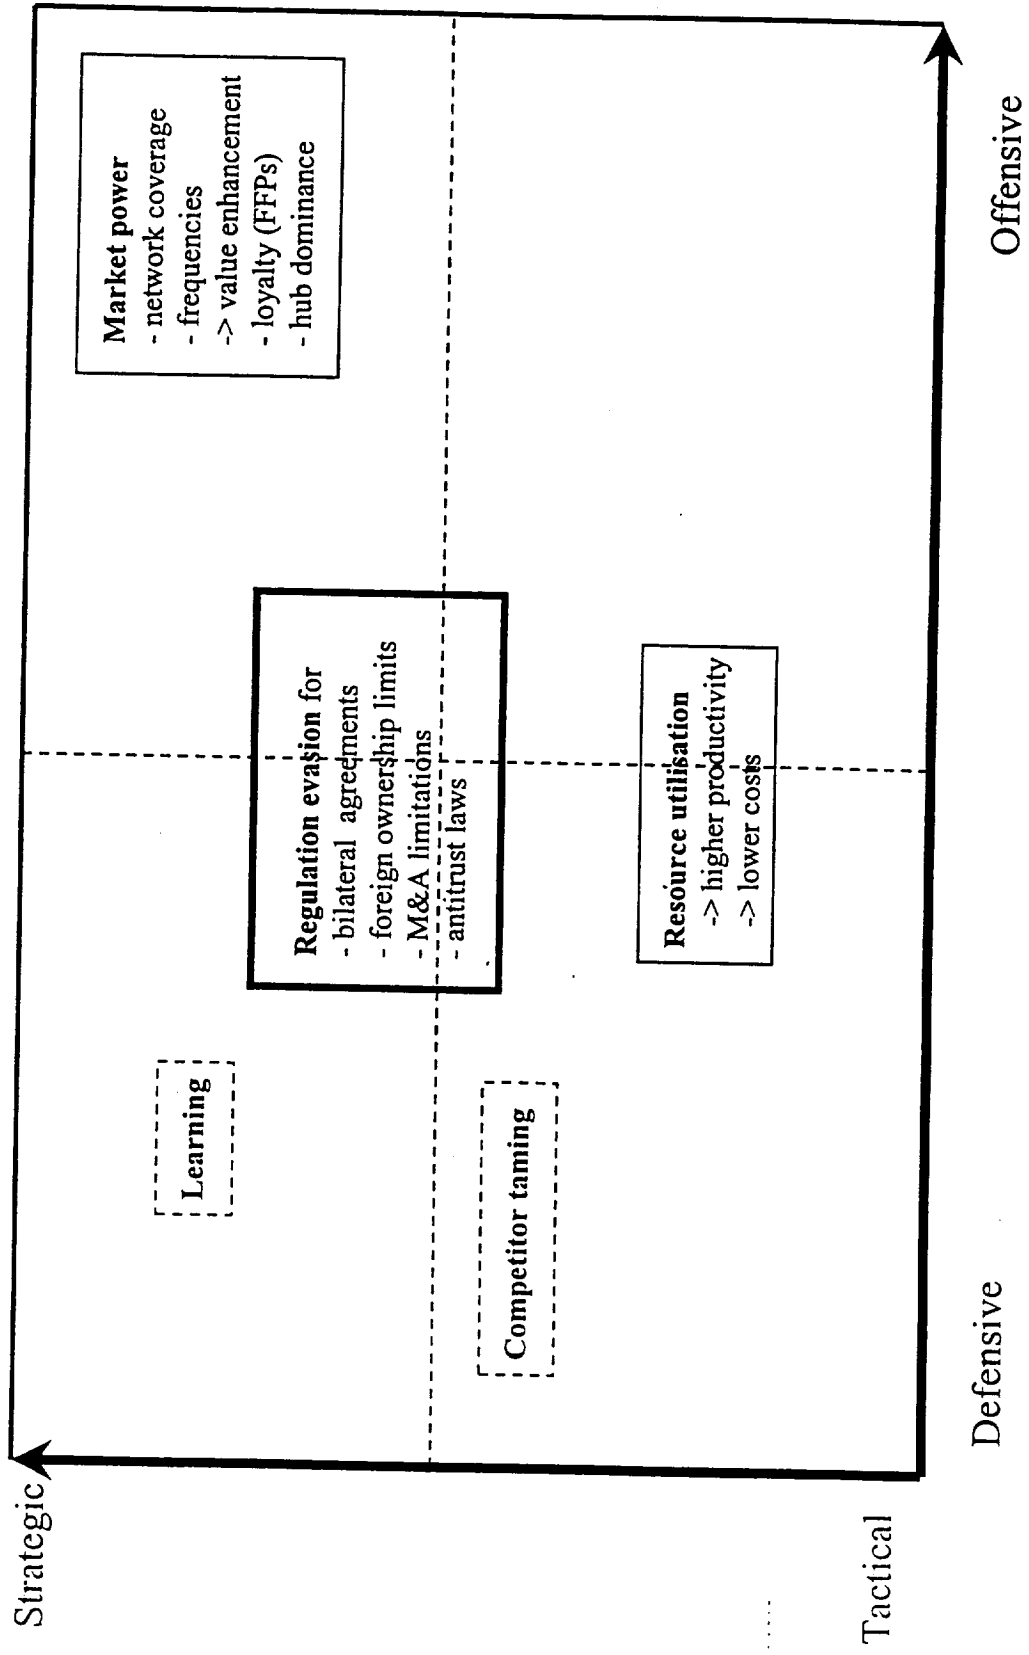 Strategic
Market power
- network coverage
- frequencies
-> value enhancement
- loyalty (FFPs)
- hub dominance
Learning
Regulation evasion for
- bilateral agreements
- foreign ownership limits
- M&A limitations
- antitrust laws
Competitor taming
Resource utilisation
-> higher productivity
-> lower costs
Tactical
Defensive
Offensive